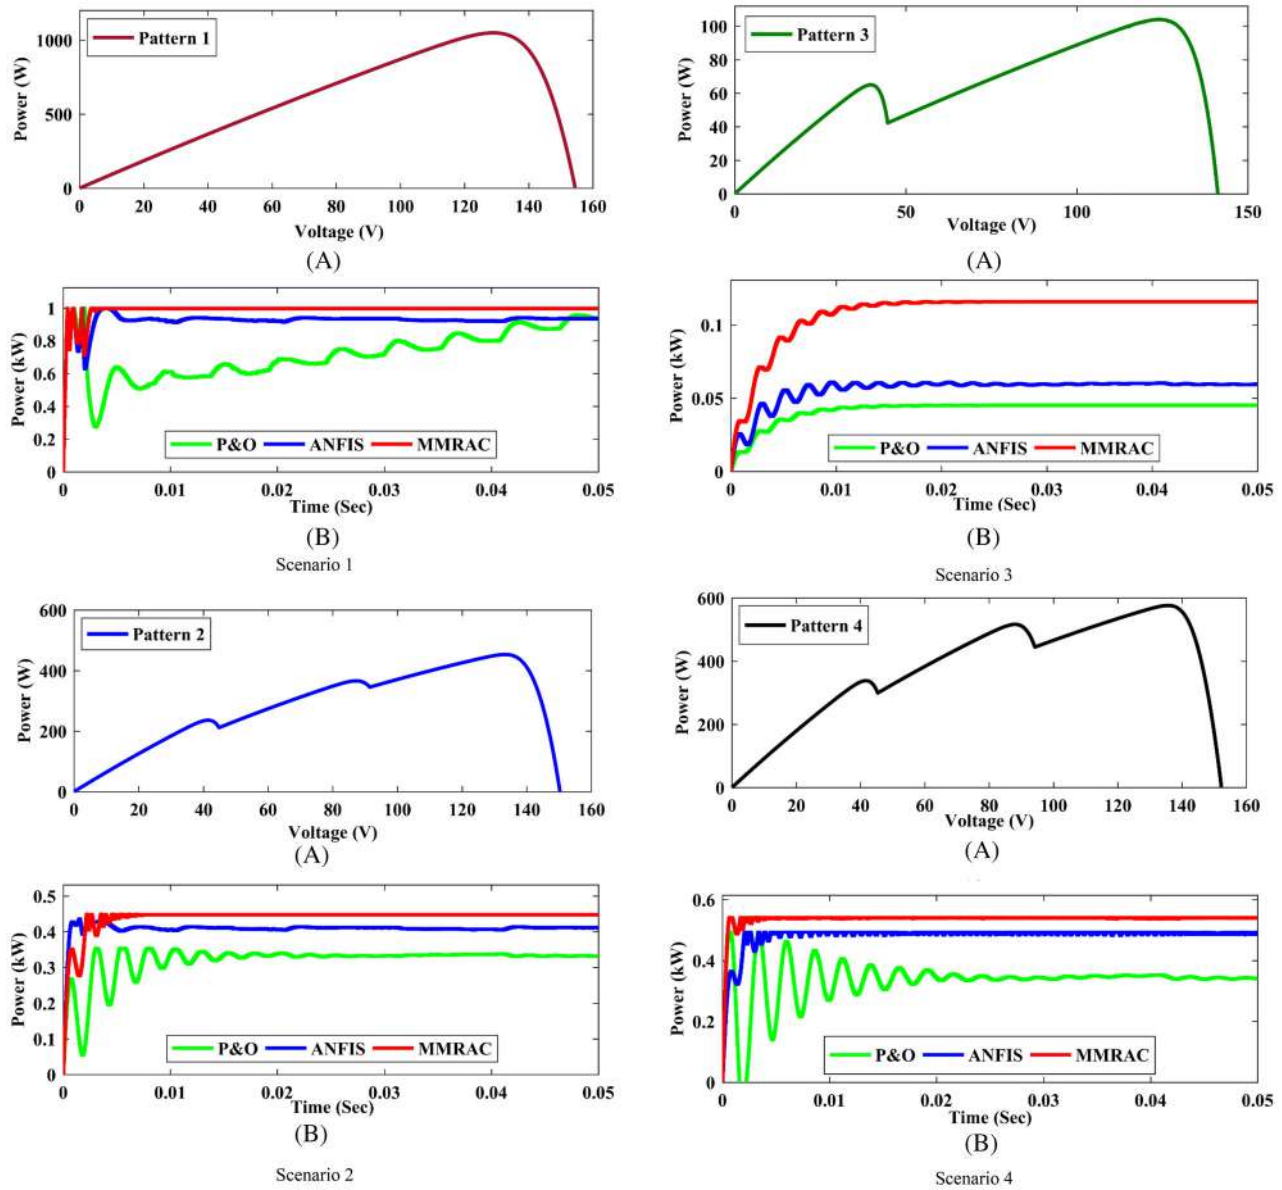 Pattern 1
Power (W)
1000
500
0
0 20 40 60 80 100 120 140 160
Voltage (V)
(A)
Power (kW)
1
0.8
0.6
0.4
0.2
0
P&O ANFIS MMRAC
0 0.01 0.02 0.03 0.04 0.05
Time (Sec)
(B)
Scenario 1
Pattern 3
Power (W)
100
80
60
40
20
0
0 50 100 150
Voltage (V)
(A)
Power (kW)
0.1
0.05
0
P&O ANFIS MMRAC
0 0.01 0.02 0.03 0.04 0.05
Time (Sec)
(B)
Scenario 3
Pattern 2
Power (W)
600
400
200
0
0 20 40 60 80 100 120 140 160
Voltage (V)
(A)
Power (kW)
0.5
0.4
0.3
0.2
0.1
0
P&O ANFIS MMRAC
0 0.01 0.02 0.03 0.04 0.05
Time (Sec)
(B)
Scenario 2
Pattern 4
Power (W)
600
400
200
0
0 20 40 60 80 100 120 140 160
Voltage (V)
(A)
Power (kW)
0.6
0.4
0.2
0
P&O ANFIS MMRAC
0 0.01 0.02 0.03 0.04 0.05
Time (Sec)
(B)
Scenario 4